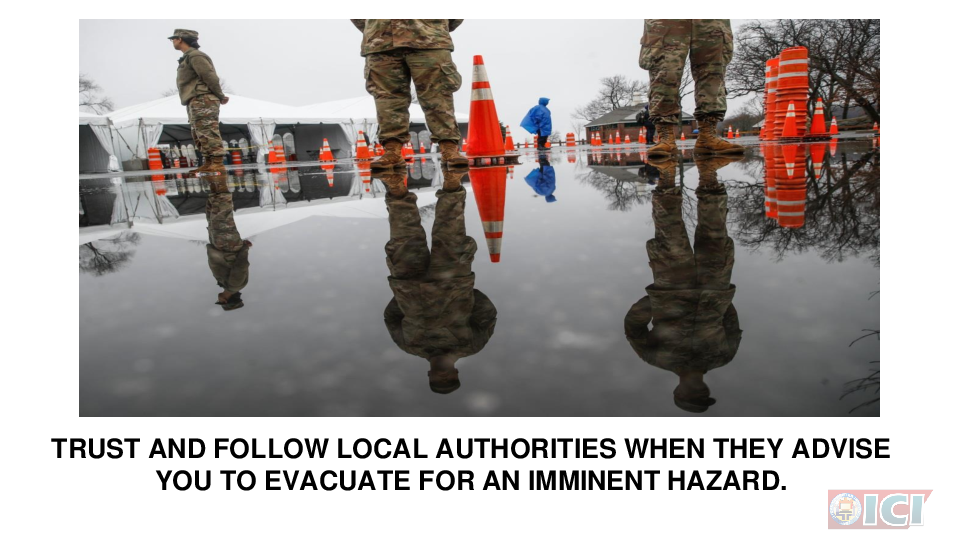 TRUST AND FOLLOW LOCAL AUTHORITIES WHEN THEY ADVISE
YOU TO EVACUATE FOR AN IMMINENT HAZARD.
ICI